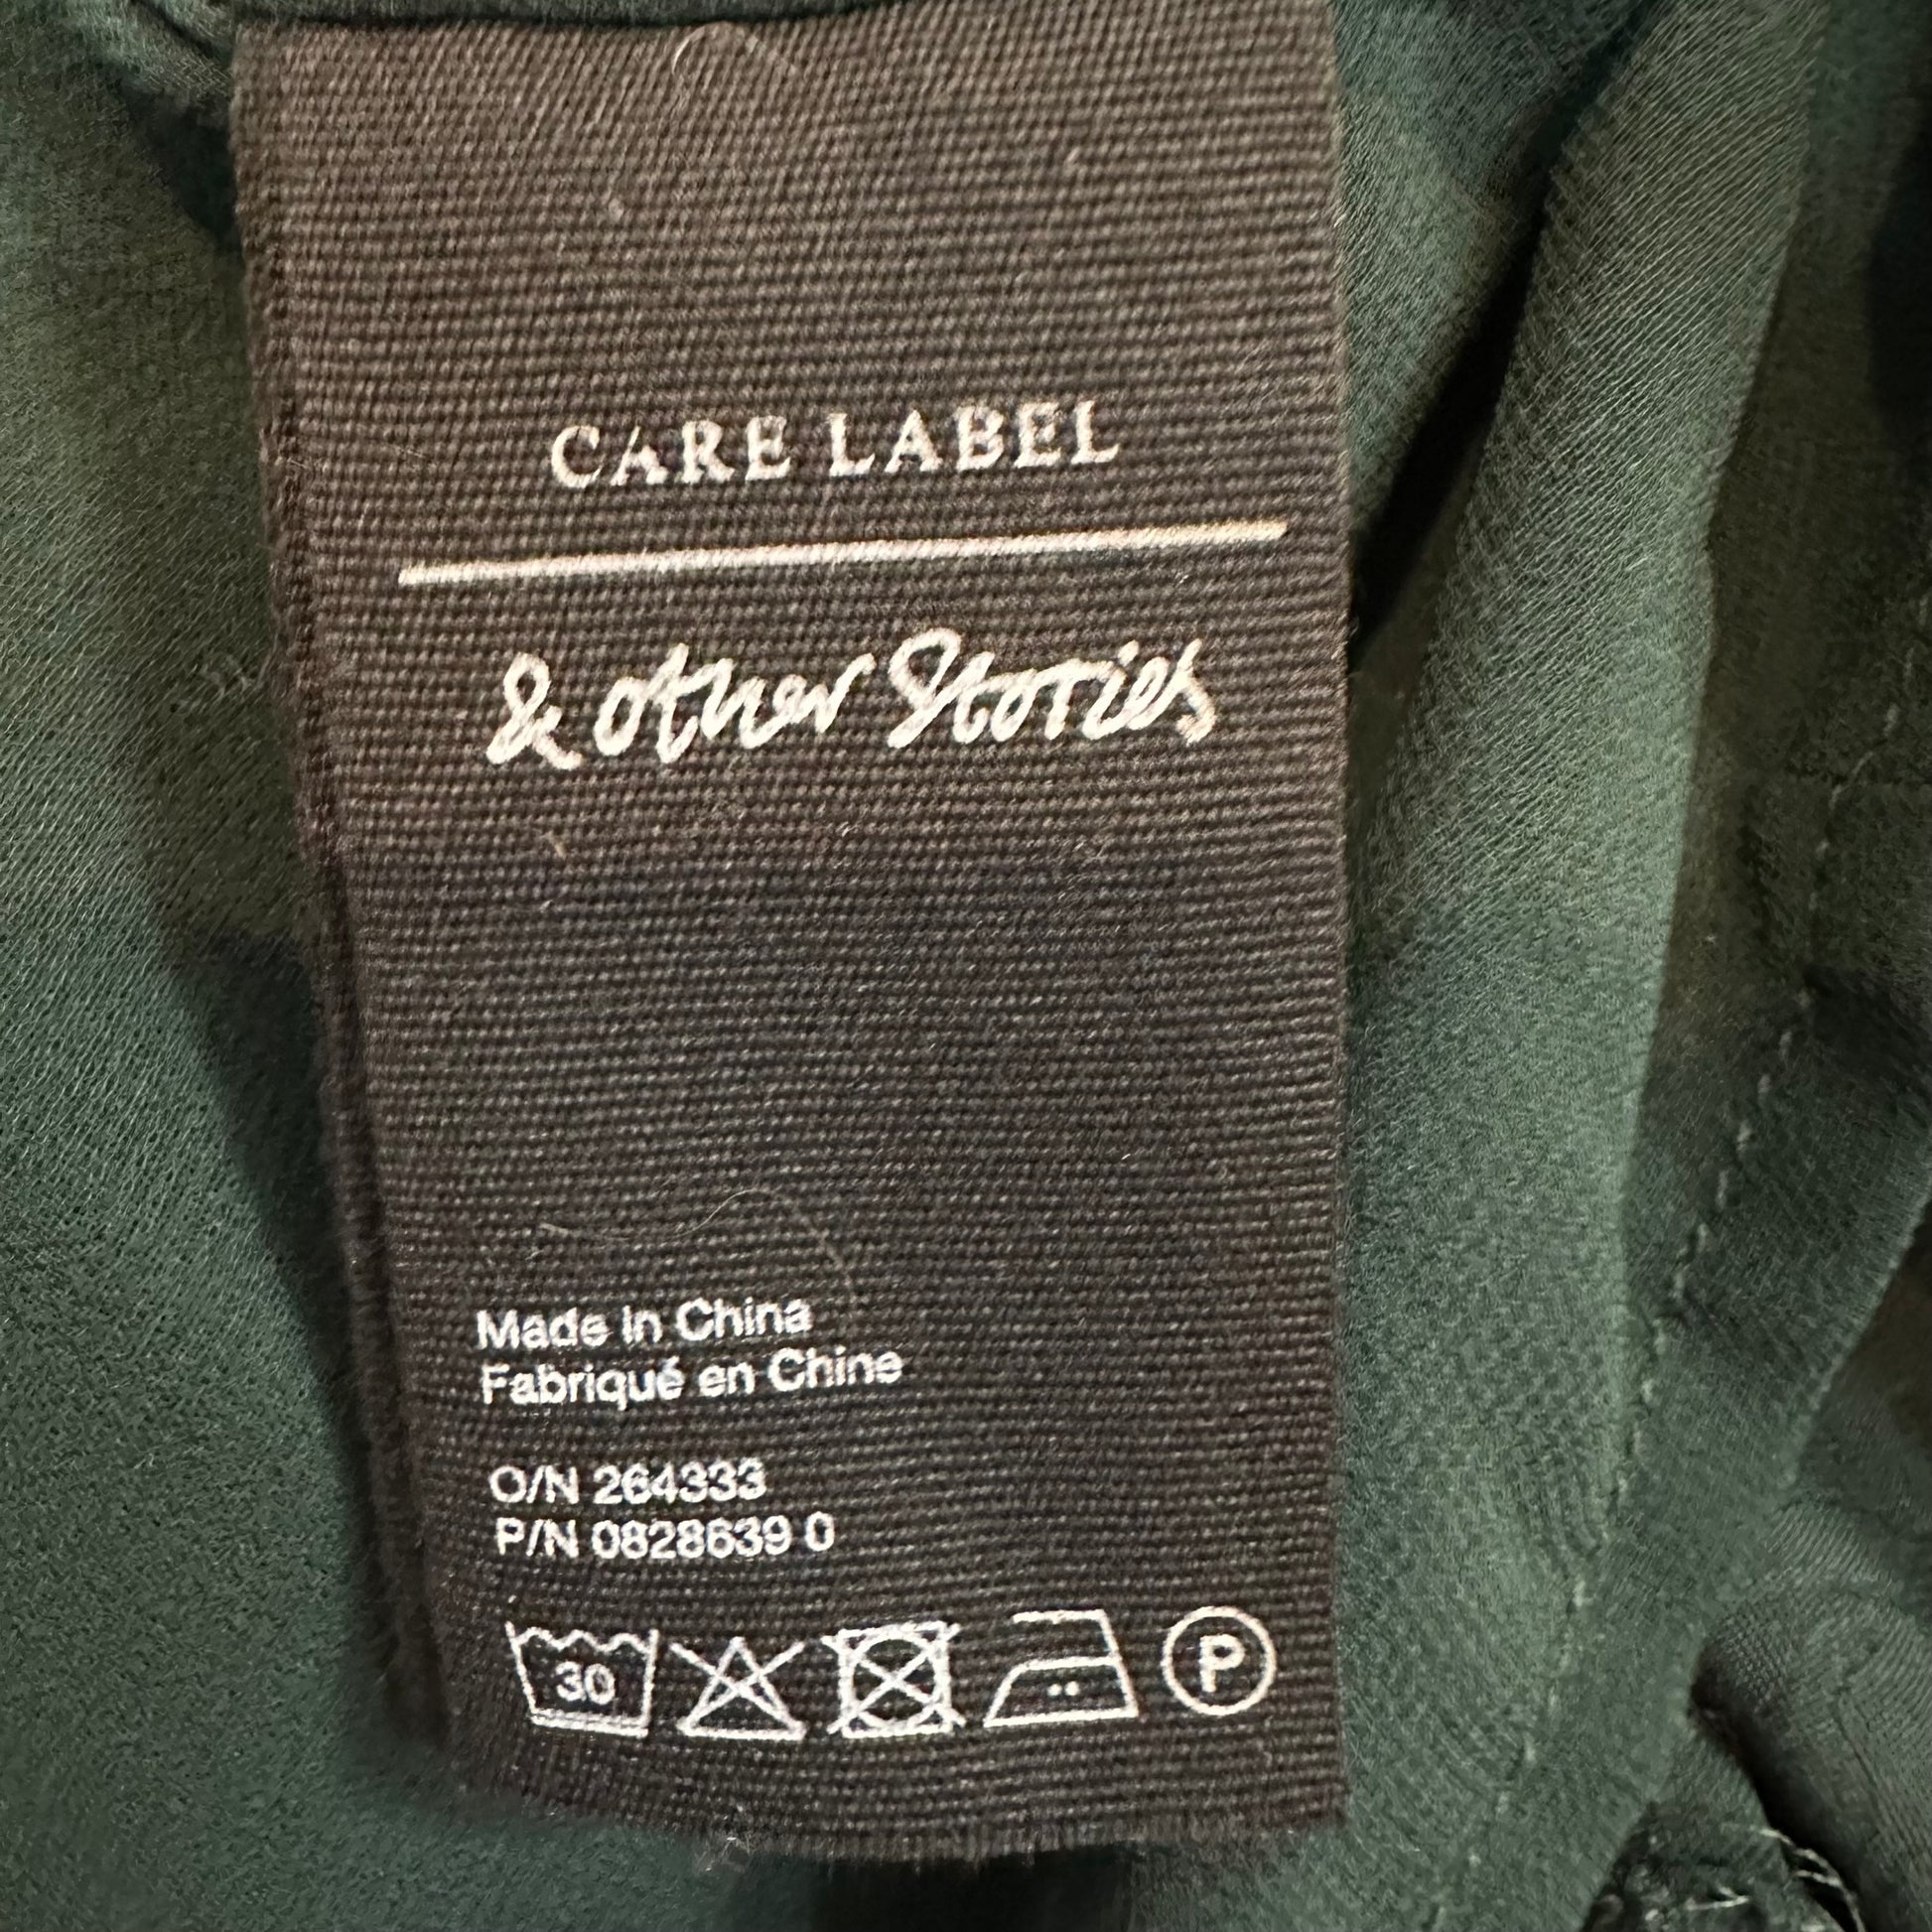 CARE LABEL
& other Stories
Made in China
Fabriqué en Chine
O/N 264333
P/N 0828639 0
30
P